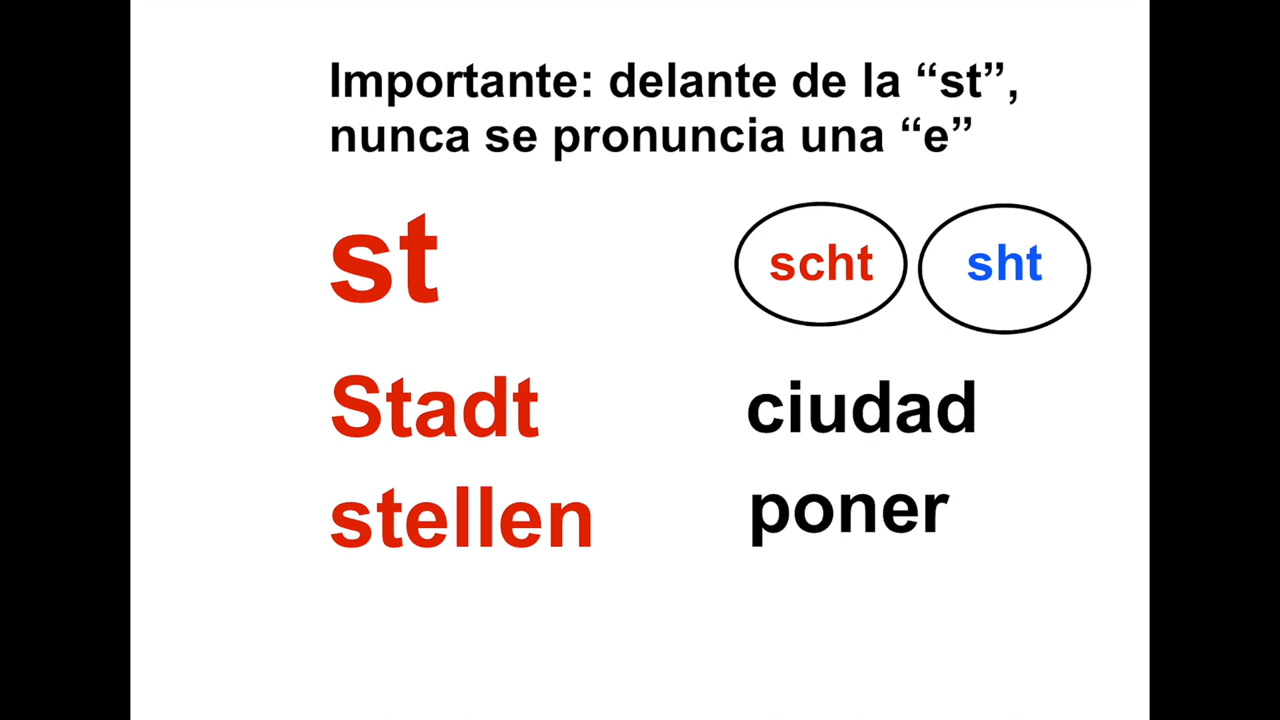 Importante: delante de la “st”,
nunca se pronuncia una “e”
st scht sht
Stadt ciudad
stellen poner